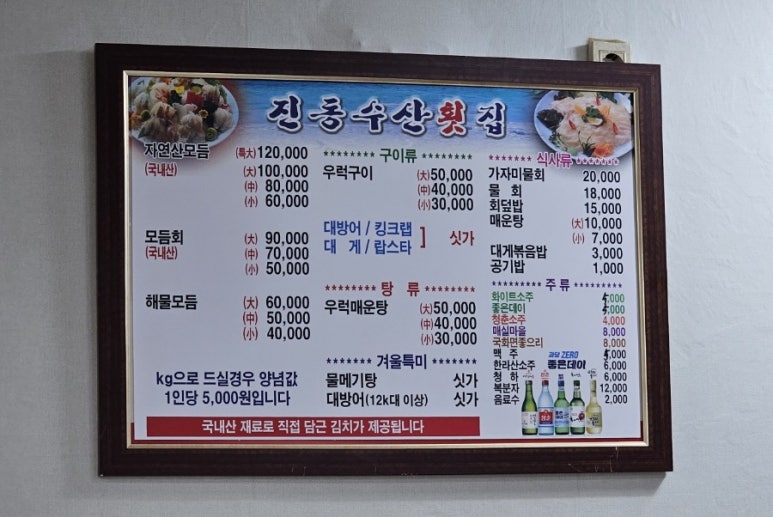 진동수산횟집
자연산모듬 (특大) 120,000
(국내산) (大) 100,000
(中) 80,000
(小) 60,000
모듬회 (大) 90,000
(국내산) (中) 70,000
(小) 50,000
해물모듬 (大) 60,000
(中) 50,000
(小) 40,000
kg으로 드실경우 양념값
1인당 5,000원입니다
******** 구이류 ********
우럭구이 (大) 50,000
(中) 40,000
(小) 30,000
대방어 / 킹크랩
대 게 / 랍스타 ] 싯가
******** 탕 류 ********
우럭매운탕 (大) 50,000
(中) 40,000
(小) 30,000
******* 겨울특미 *******
물메기탕 싯가
대방어(12k대 이상) 싯가
******* 식사류 *******
가자미물회 20,000
물 회 18,000
회덮밥 15,000
매운탕 (大) 10,000
(小) 7,000
대게볶음밥 3,000
공기밥 1,000
******** 주 류 ********
화이트소주 ,000
좋은데이 ,000
청춘소주 4,000
매실마을 8,000
국화면좋으리 8,000
맥 주 ,000
한라산소주 6,000
청 하 6,000
복분자 12,000
음료수 2,000
ZERO
좋은데이
국내산 재료로 직접 담근 김치가 제공됩니다